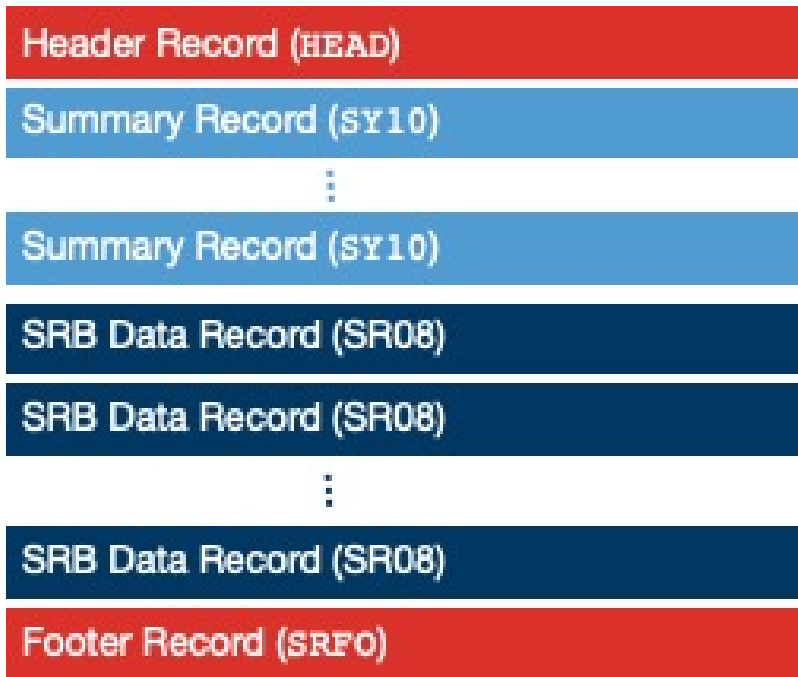 Header Record (HEAD)
Summary Record (SY10)
⋮
Summary Record (SY10)
SRB Data Record (SR08)
SRB Data Record (SR08)
⋮
SRB Data Record (SR08)
Footer Record (SRFO)